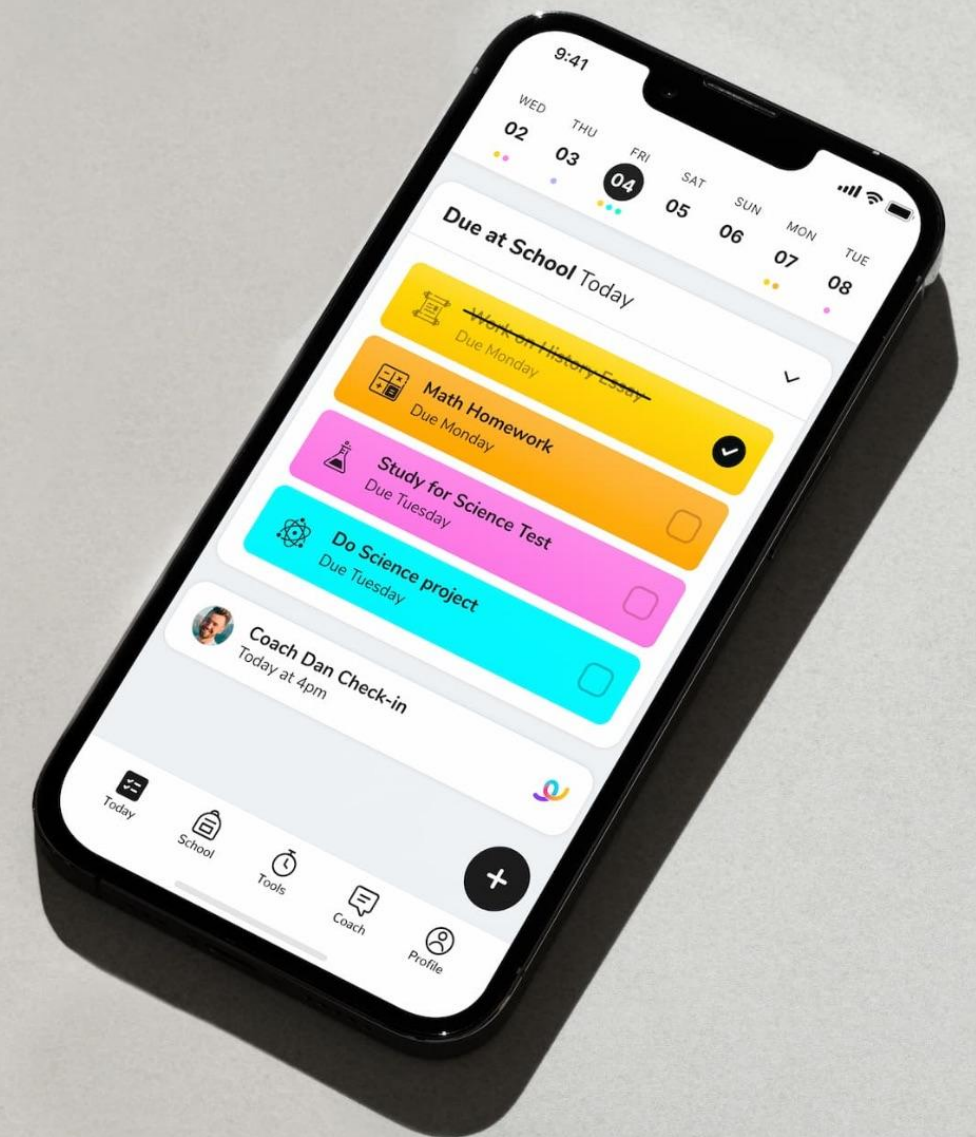 9:41
WED THU FRI SAT SUN MON TUE
02 03 04 05 06 07 08
Due at School Today
Work on History Essay
Due Monday
Math Homework
Due Monday
Study for Science Test
Due Tuesday
Do Science project
Due Tuesday
Coach Dan Check-in
Today at 4pm
Today School Tools Coach Profile